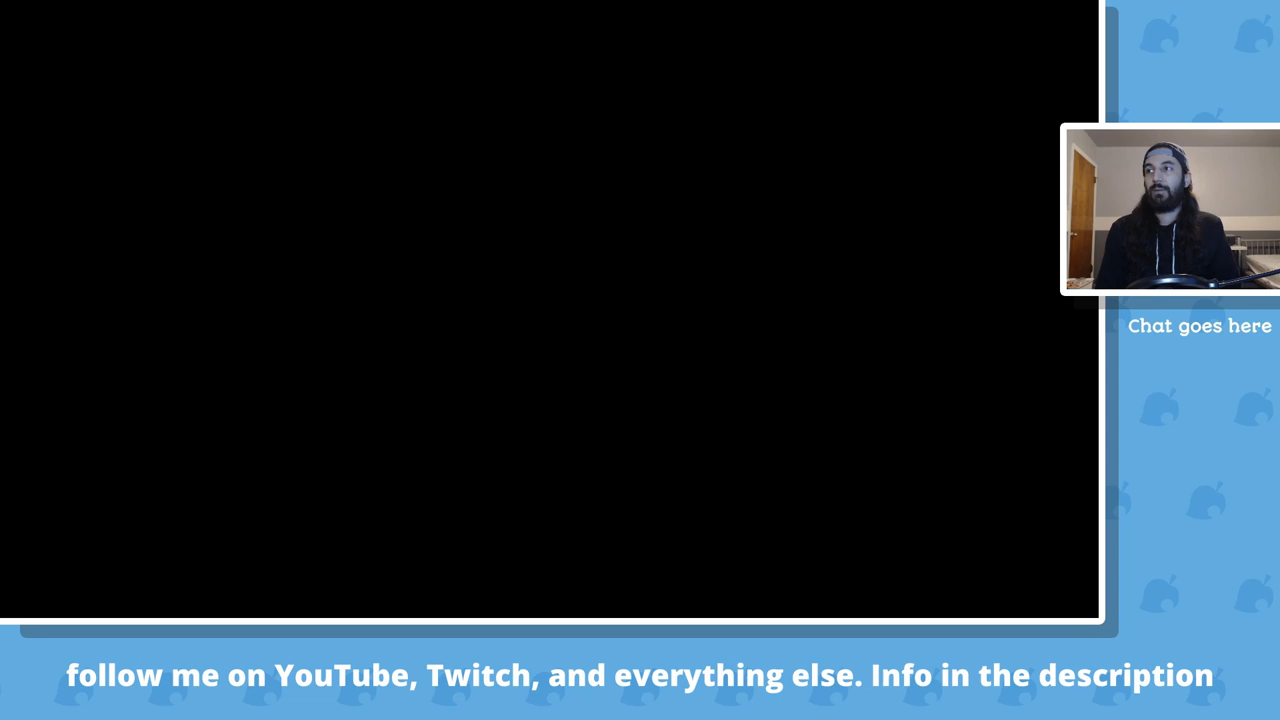 Chat goes here
follow me on YouTube, Twitch, and everything else. Info in the description